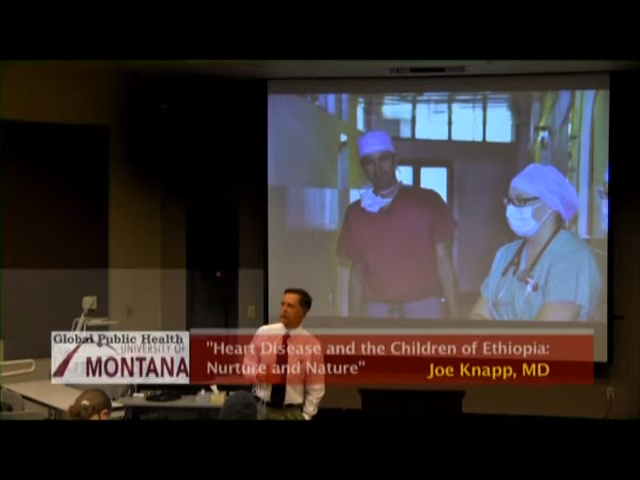 Global Public Health
UNIVERSITY OF
MONTANA
"Heart Disease and the Children of Ethiopia:
Nurture and Nature"
Joe Knapp, MD